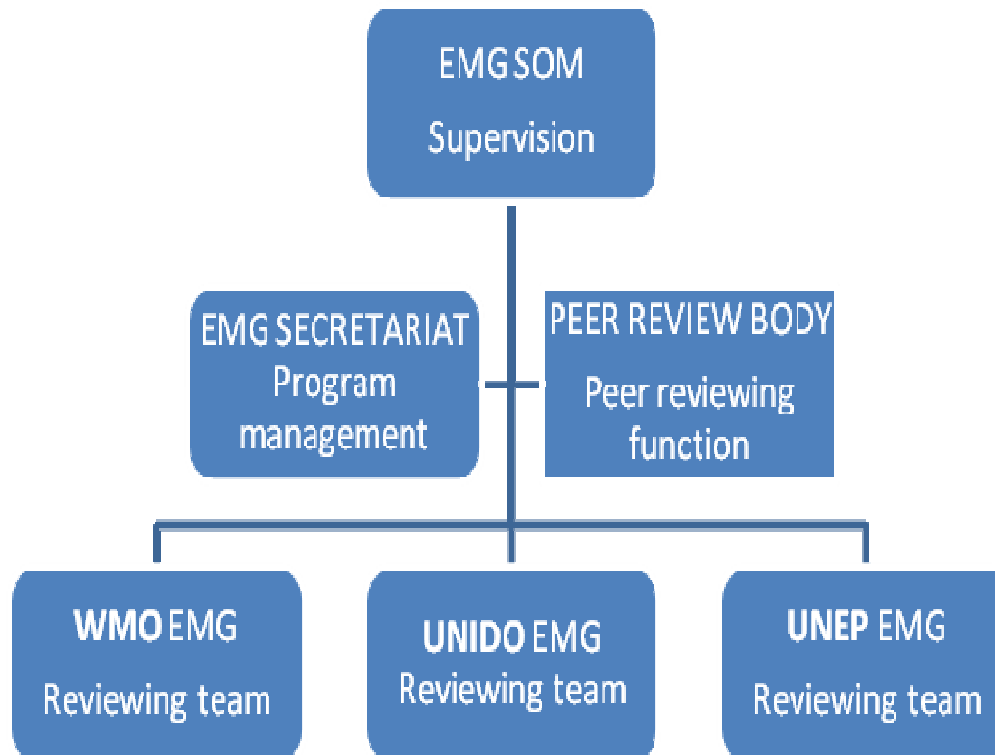 EMG SOM
Supervision
EMG SECRETARIAT
Program
management
PEER REVIEW BODY
Peer reviewing
function
WMO EMG
Reviewing team
UNIDO EMG
Reviewing team
UNEP EMG
Reviewing team